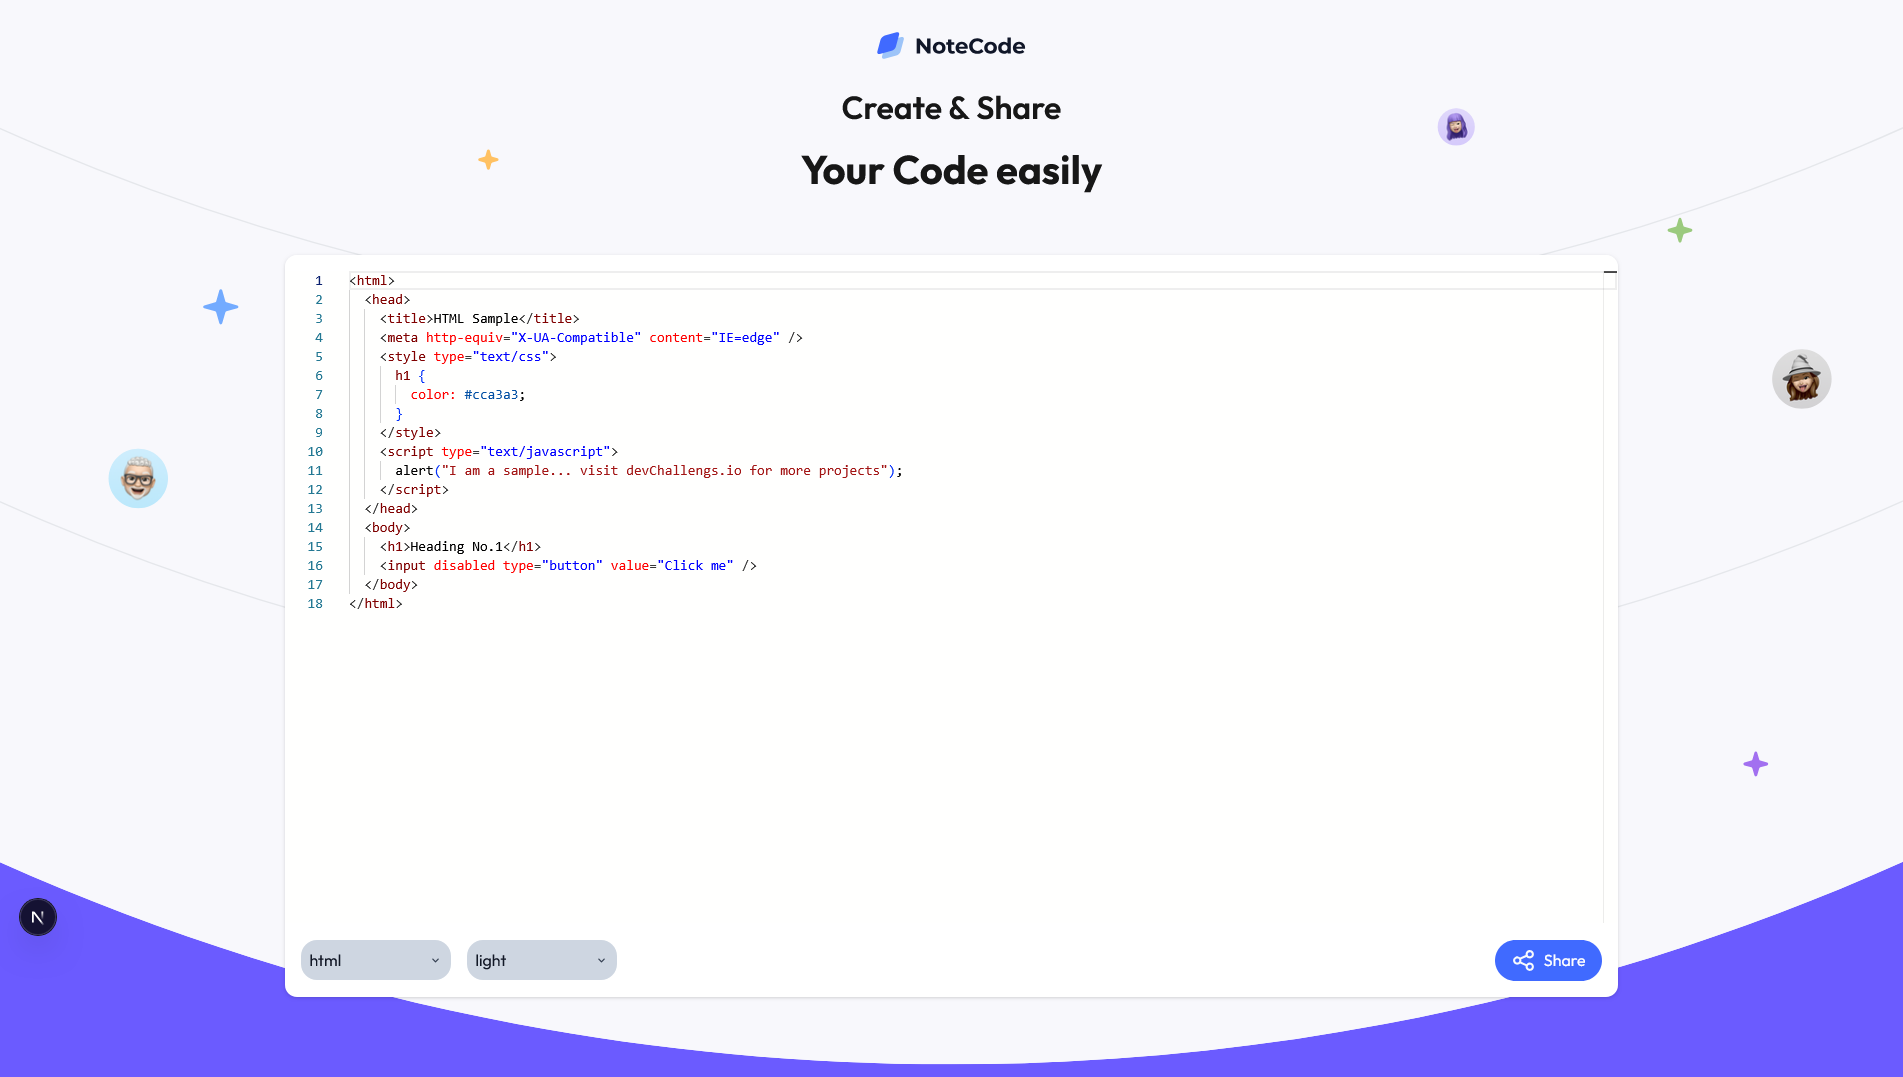 NoteCode
Create & Share
Your Code easily
1 <html>
2   <head>
3     <title>HTML Sample</title>
4     <meta http-equiv="X-UA-Compatible" content="IE=edge" />
5     <style type="text/css">
6       h1 {
7         color: #cca3a3;
8       }
9     </style>
10     <script type="text/javascript">
11       alert("I am a sample... visit devChallengs.io for more projects");
12     </script>
13   </head>
14   <body>
15     <h1>Heading No.1</h1>
16     <input disabled type="button" value="Click me" />
17   </body>
18 </html>
N
html
light
Share